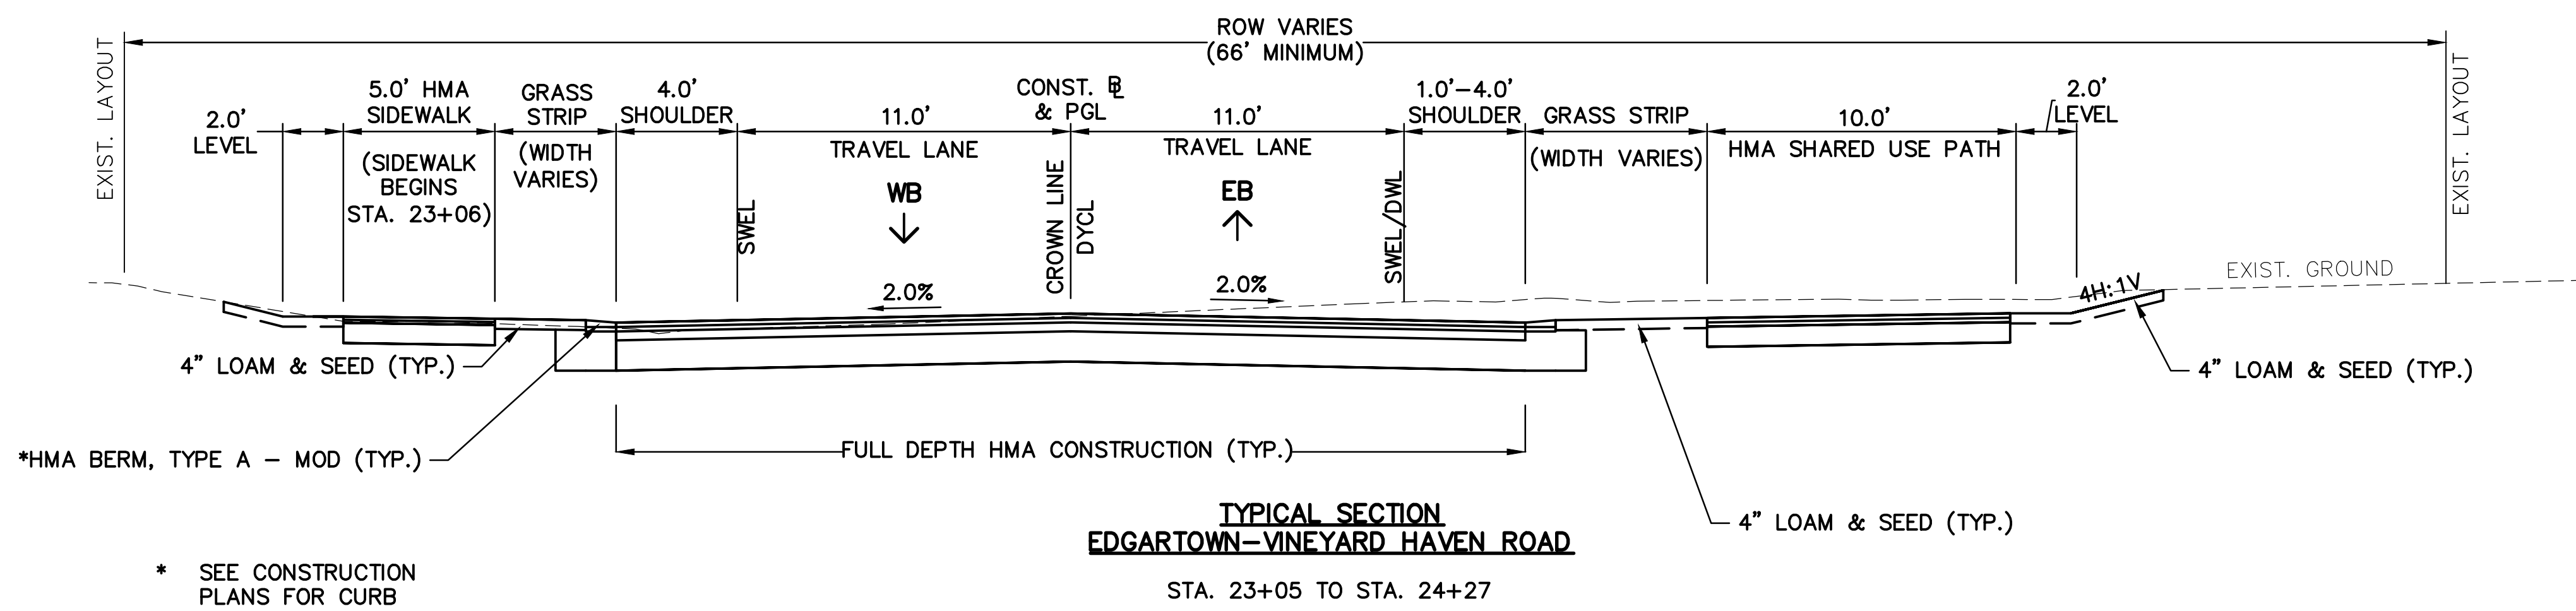 ROW VARIES
(66' MINIMUM)
EXIST. LAYOUT
2.0'
LEVEL
5.0' HMA
SIDEWALK
(SIDEWALK
BEGINS
STA. 23+06)
GRASS
STRIP
(WIDTH
VARIES)
4.0'
SHOULDER
SWEL
11.0'
TRAVEL LANE
WB
2.0%
CONST. BL
& PGL
CROWN LINE
DYCL
11.0'
TRAVEL LANE
EB
2.0%
1.0'-4.0'
SHOULDER
SWEL/DWL
GRASS STRIP
(WIDTH VARIES)
10.0'
HMA SHARED USE PATH
2.0'
LEVEL
EXIST. LAYOUT
EXIST. GROUND
4H:1V
4" LOAM & SEED (TYP.)
4" LOAM & SEED (TYP.)
*HMA BERM, TYPE A - MOD (TYP.)
FULL DEPTH HMA CONSTRUCTION (TYP.)
4" LOAM & SEED (TYP.)
TYPICAL SECTION
EDGARTOWN-VINEYARD HAVEN ROAD
STA. 23+05 TO STA. 24+27
* SEE CONSTRUCTION
PLANS FOR CURB